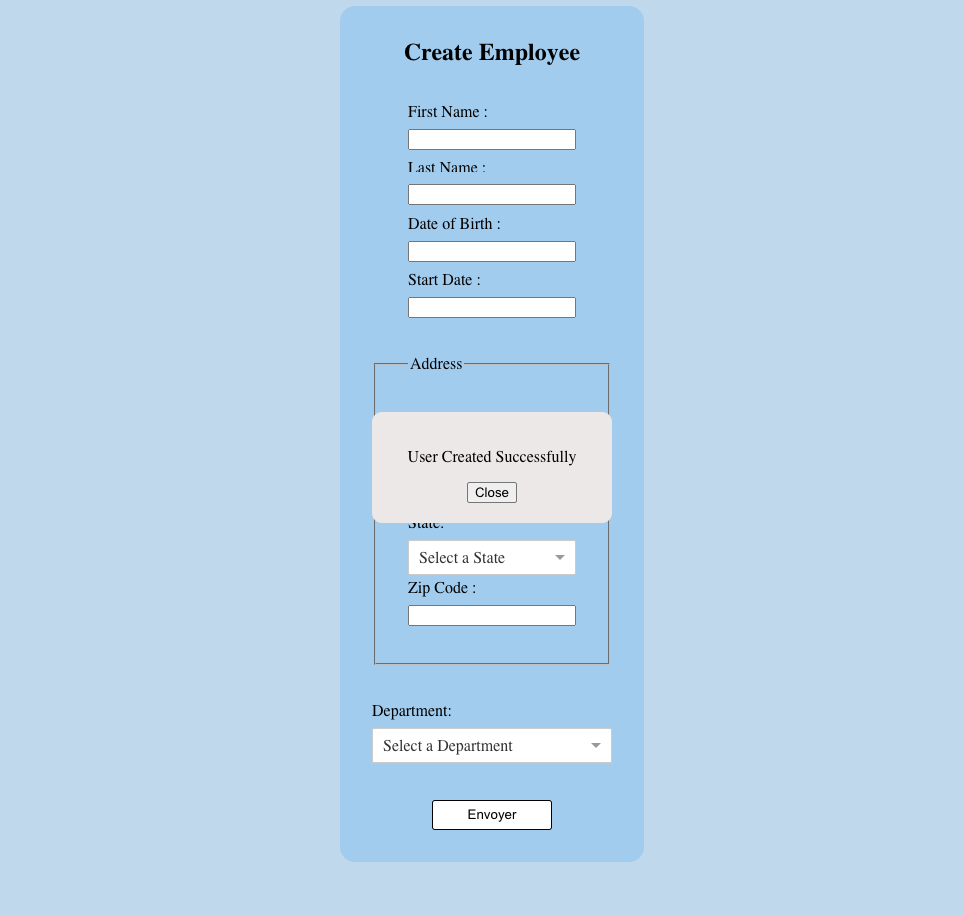 Create Employee
First Name :
Last Name :
Date of Birth :
Start Date :
Address
User Created Successfully
Close
State:
Select a State
Zip Code :
Department:
Select a Department
Envoyer